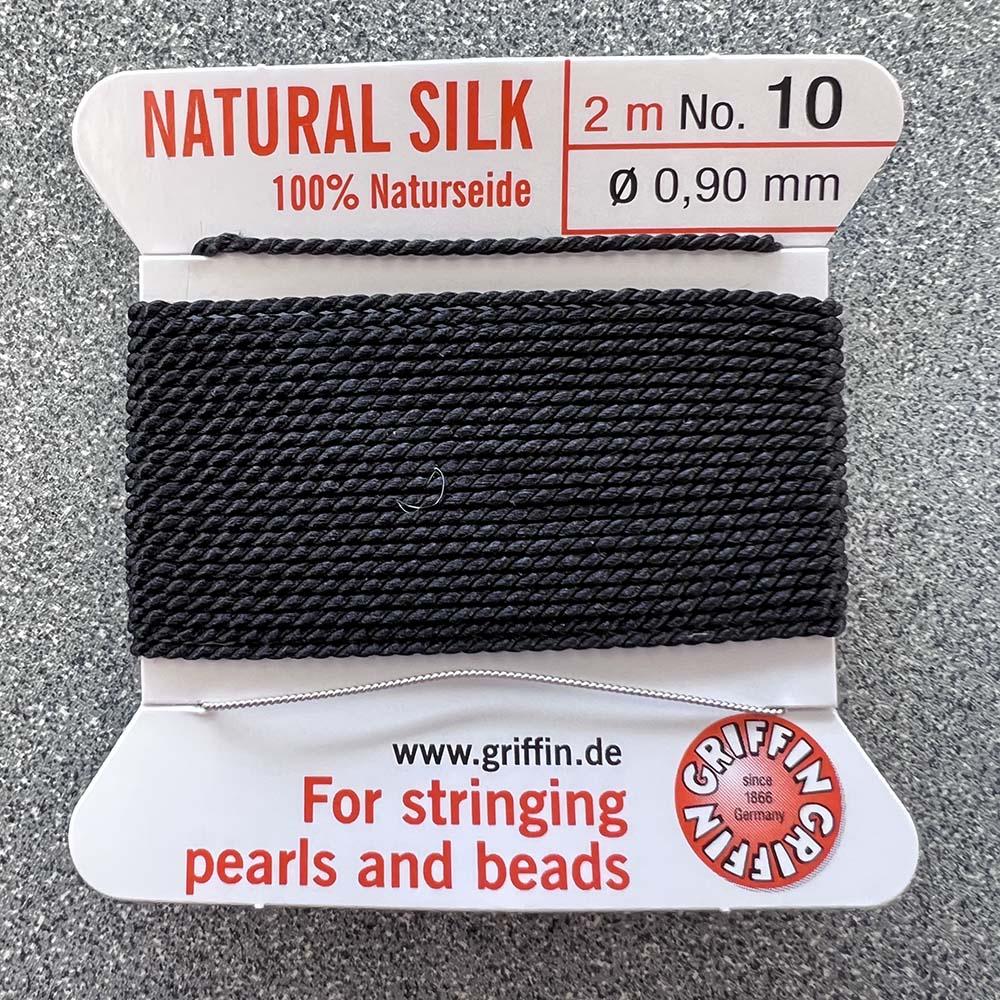 NATURAL SILK
100% Naturseide
2 m No. 10
Ø 0,90 mm
www.griffin.de
For stringing
pearls and beads
GRIFFIN GRIFFIN
since
1866
Germany